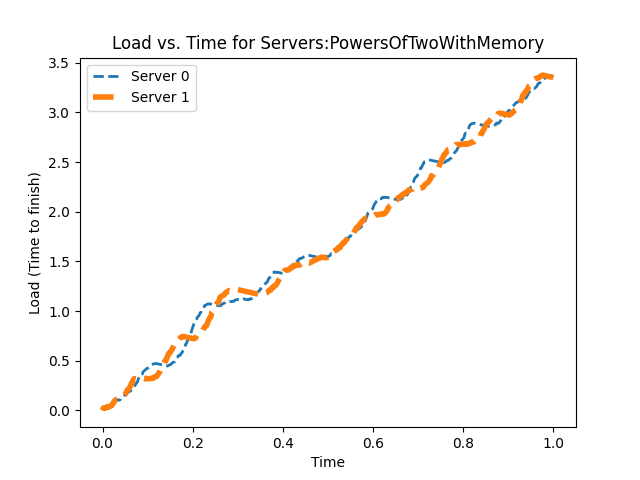 Load vs. Time for Servers:PowersOfTwoWithMemory
Server 0
Server 1
Load (Time to finish)
3.5
3.0
2.5
2.0
1.5
1.0
0.5
0.0
0.0 0.2 0.4 0.6 0.8 1.0
Time